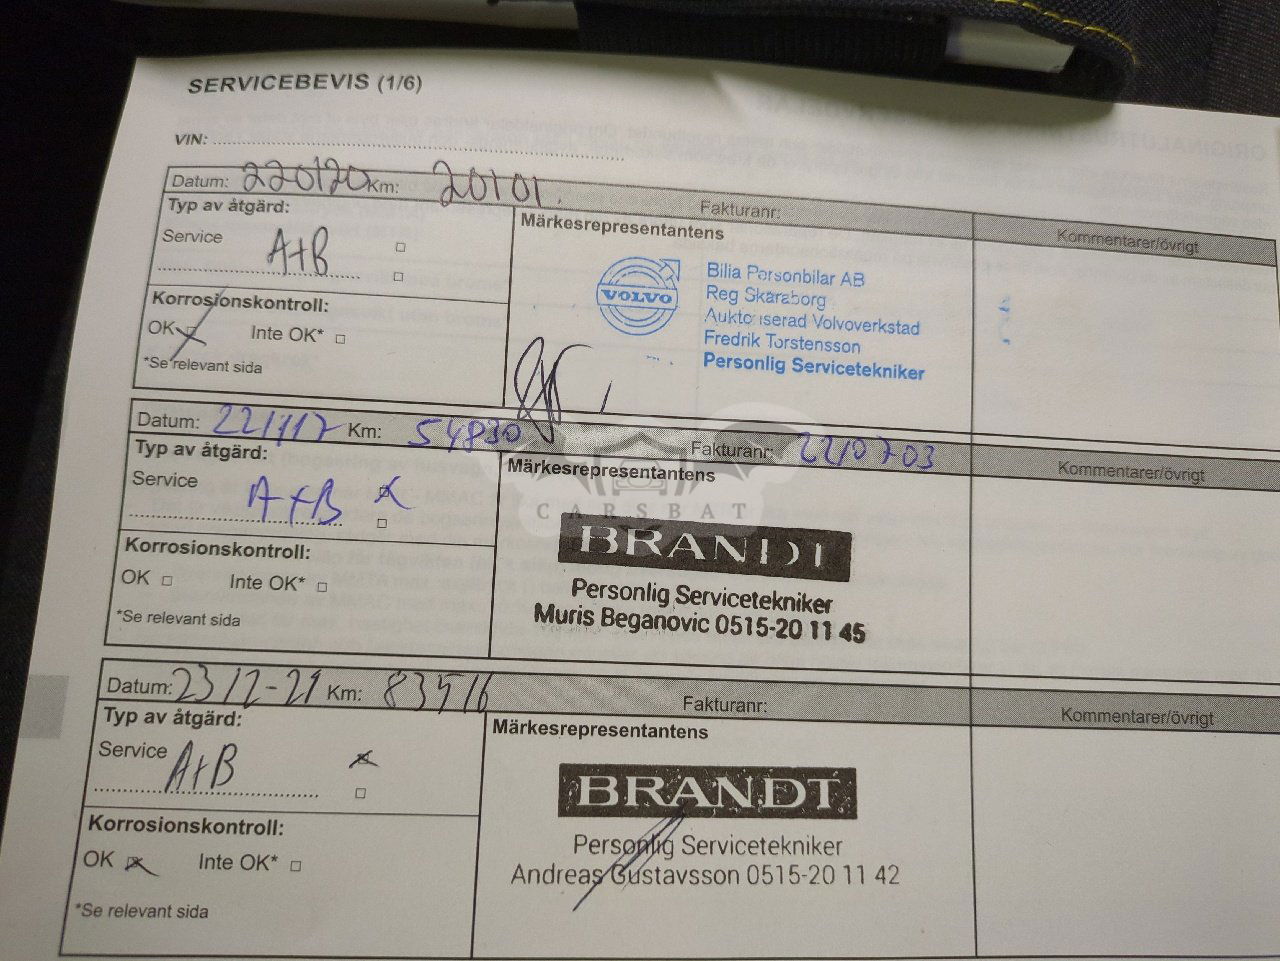 SERVICEBEVIS (1/6)
VIN:
Datum: 220120 Km: 20101. Fakturanr: Kommentarer/övrigt
Typ av åtgärd:
Service A+B
Märkesrepresentantens
VOLVO
Bilia Personbilar AB
Reg Skaraborg
Auktoriserad Volvoverkstad
Fredrik Torstensson
Personlig Servicetekniker
Korrosionskontroll:
OK Inte OK*
*Se relevant sida
Datum: 221117 Km: 54830 Fakturanr: 2210703 Kommentarer/övrigt
Typ av åtgärd:
Service A+B
Märkesrepresentantens
CARSBAT
BRANDT
Personlig Servicetekniker
Muris Beganovic 0515-20 11 45
Korrosionskontroll:
OK Inte OK*
*Se relevant sida
Datum: 2312-21 Km: 83516 Fakturanr: Kommentarer/övrigt
Typ av åtgärd:
Service A+B
Märkesrepresentantens
BRANDT
Personlig Servicetekniker
Andreas Gustavsson 0515-20 11 42
Korrosionskontroll:
OK Inte OK*
*Se relevant sida